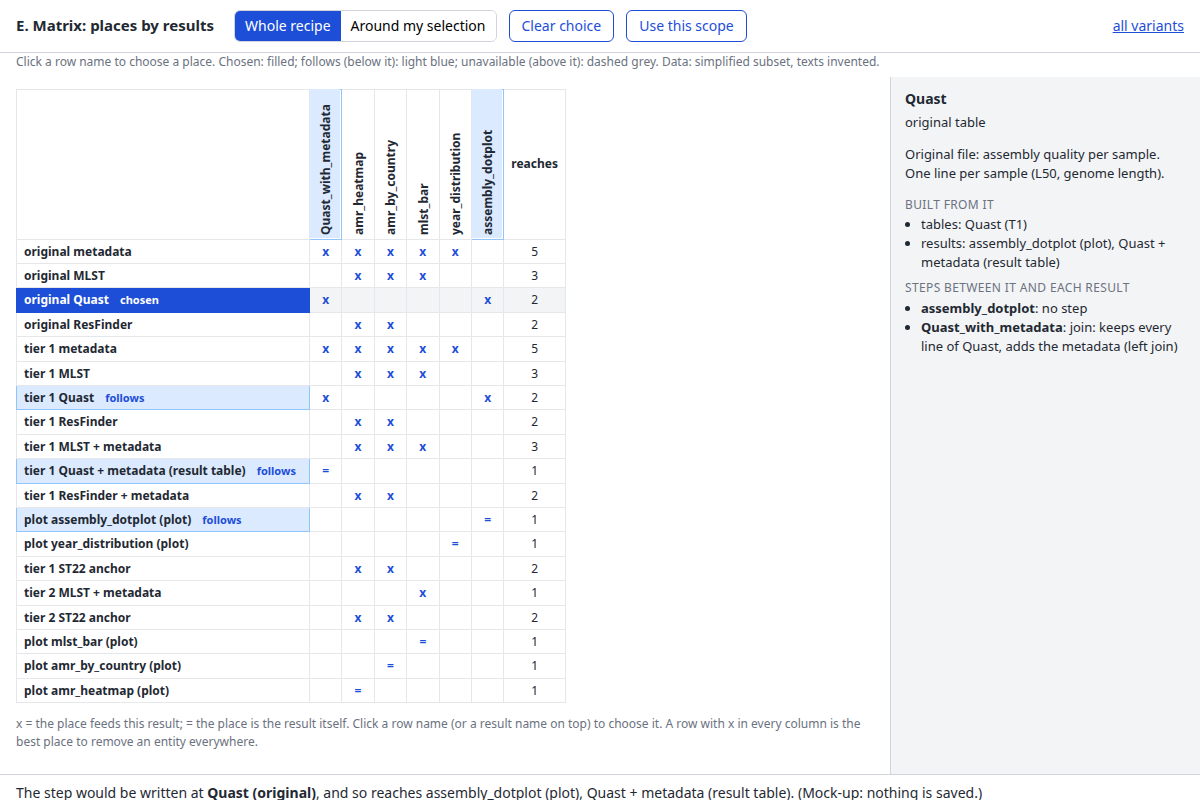 E. Matrix: places by results Whole recipe Around my selection Clear choice Use this scope all variants
Click a row name to choose a place. Chosen: filled; follows (below it): light blue; unavailable (above it): dashed grey. Data: simplified subset, texts invented.
Quast_with_metadata amr_heatmap amr_by_country mlst_bar year_distribution assembly_dotplot reaches
original metadata x x x x x 5
original MLST x x x 3
original Quast chosen x x 2
original ResFinder x x 2
tier 1 metadata x x x x x 5
tier 1 MLST x x x 3
tier 1 Quast follows x x 2
tier 1 ResFinder x x 2
tier 1 MLST + metadata x x x 3
tier 1 Quast + metadata (result table) follows = 1
tier 1 ResFinder + metadata x x 2
plot assembly_dotplot (plot) follows = 1
plot year_distribution (plot) = 1
tier 1 ST22 anchor x x 2
tier 2 MLST + metadata x 1
tier 2 ST22 anchor x x 2
plot mlst_bar (plot) = 1
plot amr_by_country (plot) = 1
plot amr_heatmap (plot) = 1
x = the place feeds this result; = the place is the result itself. Click a row name (or a result name on top) to choose it. A row with x in every column is the
best place to remove an entity everywhere.
Quast
original table
Original file: assembly quality per sample.
One line per sample (L50, genome length).
BUILT FROM IT
• tables: Quast (T1)
• results: assembly_dotplot (plot), Quast +
metadata (result table)
STEPS BETWEEN IT AND EACH RESULT
• assembly_dotplot: no step
• Quast_with_metadata: join: keeps every
line of Quast, adds the metadata (left join)
The step would be written at Quast (original), and so reaches assembly_dotplot (plot), Quast + metadata (result table). (Mock-up: nothing is saved.)